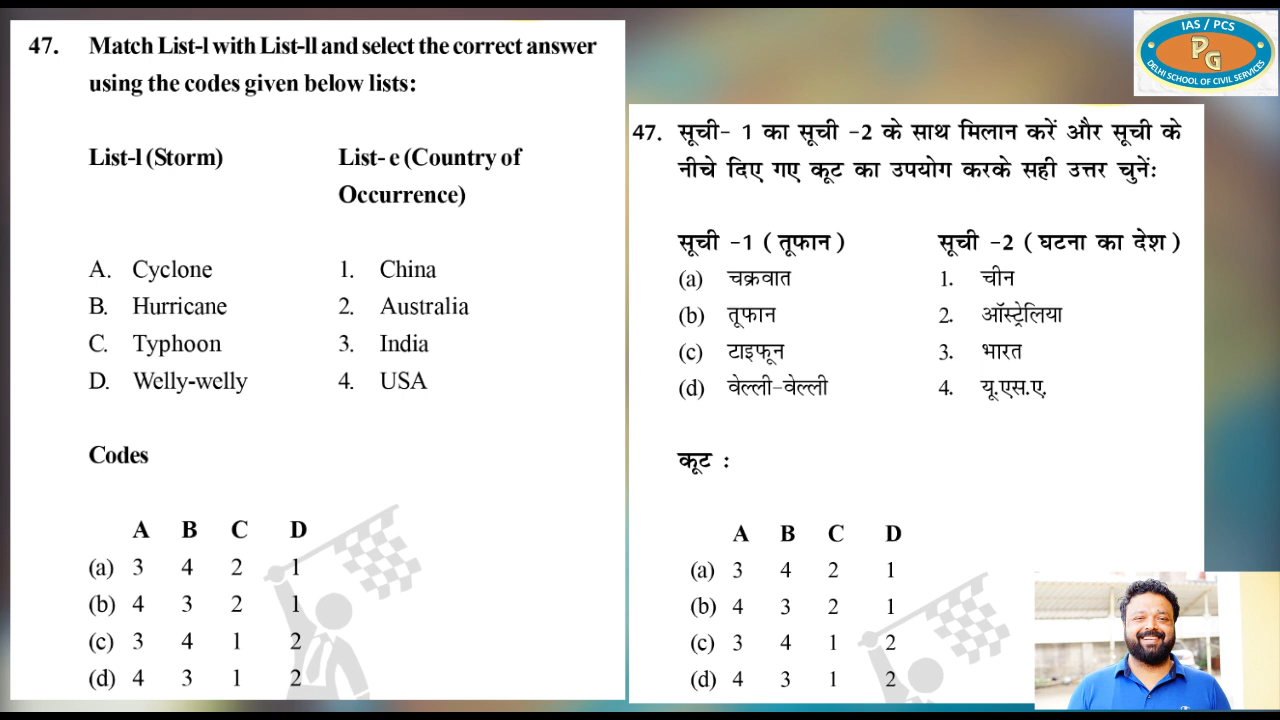 47. Match List-l with List-ll and select the correct answer
using the codes given below lists:
List-l (Storm) List- e (Country of
Occurrence)
A. Cyclone 1. China
B. Hurricane 2. Australia
C. Typhoon 3. India
D. Welly-welly 4. USA
Codes
A B C D
(a) 3 4 2 1
(b) 4 3 2 1
(c) 3 4 1 2
(d) 4 3 1 2
IAS / PCS
PG
DELHI SCHOOL OF CIVIL SERVICES
47. सूची- 1 का सूची -2 के साथ मिलान करें और सूची के
नीचे दिए गए कूट का उपयोग करके सही उत्तर चुनेंः
सूची -1 ( तूफान ) सूची -2 ( घटना का देश )
(a) चक्रवात 1. चीन
(b) तूफान 2. ऑस्ट्रेलिया
(c) टाइफून 3. भारत
(d) वेल्ली-वेल्ली 4. यू.एस.ए.
कूट :
A B C D
(a) 3 4 2 1
(b) 4 3 2 1
(c) 3 4 1 2
(d) 4 3 1 2